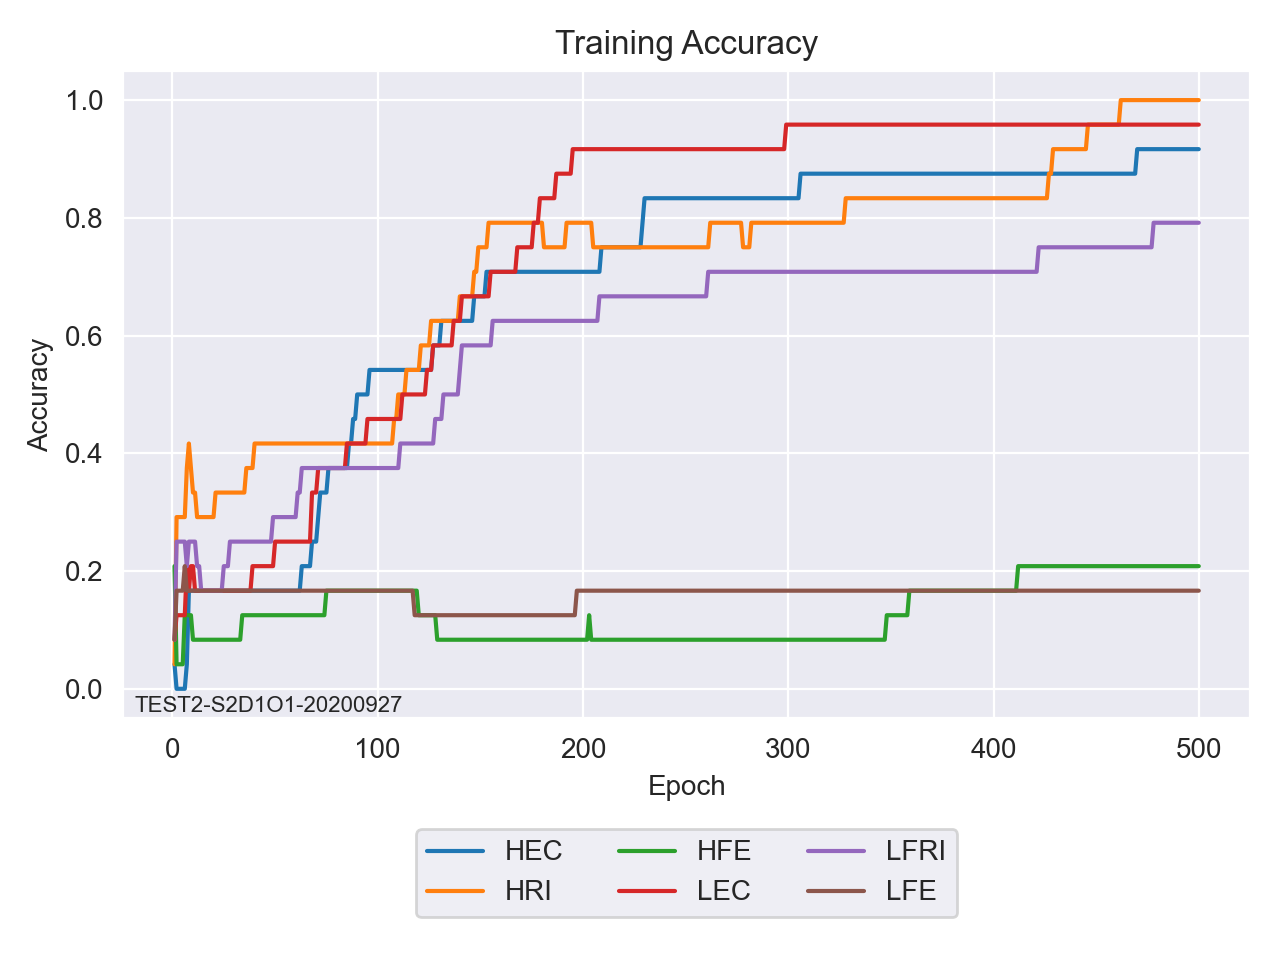 Training Accuracy
1.0
0.8
0.6
0.4
0.2
0.0
Accuracy
TEST2-S2D1O1-20200927
0 100 200 300 400 500
Epoch
HEC HFE LFRI
HRI LEC LFE